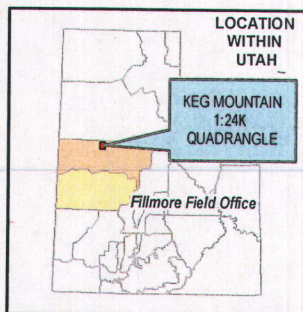 LOCATION
WITHIN
UTAH
KEG MOUNTAIN
1:24K
QUADRANGLE
Fillmore Field Office